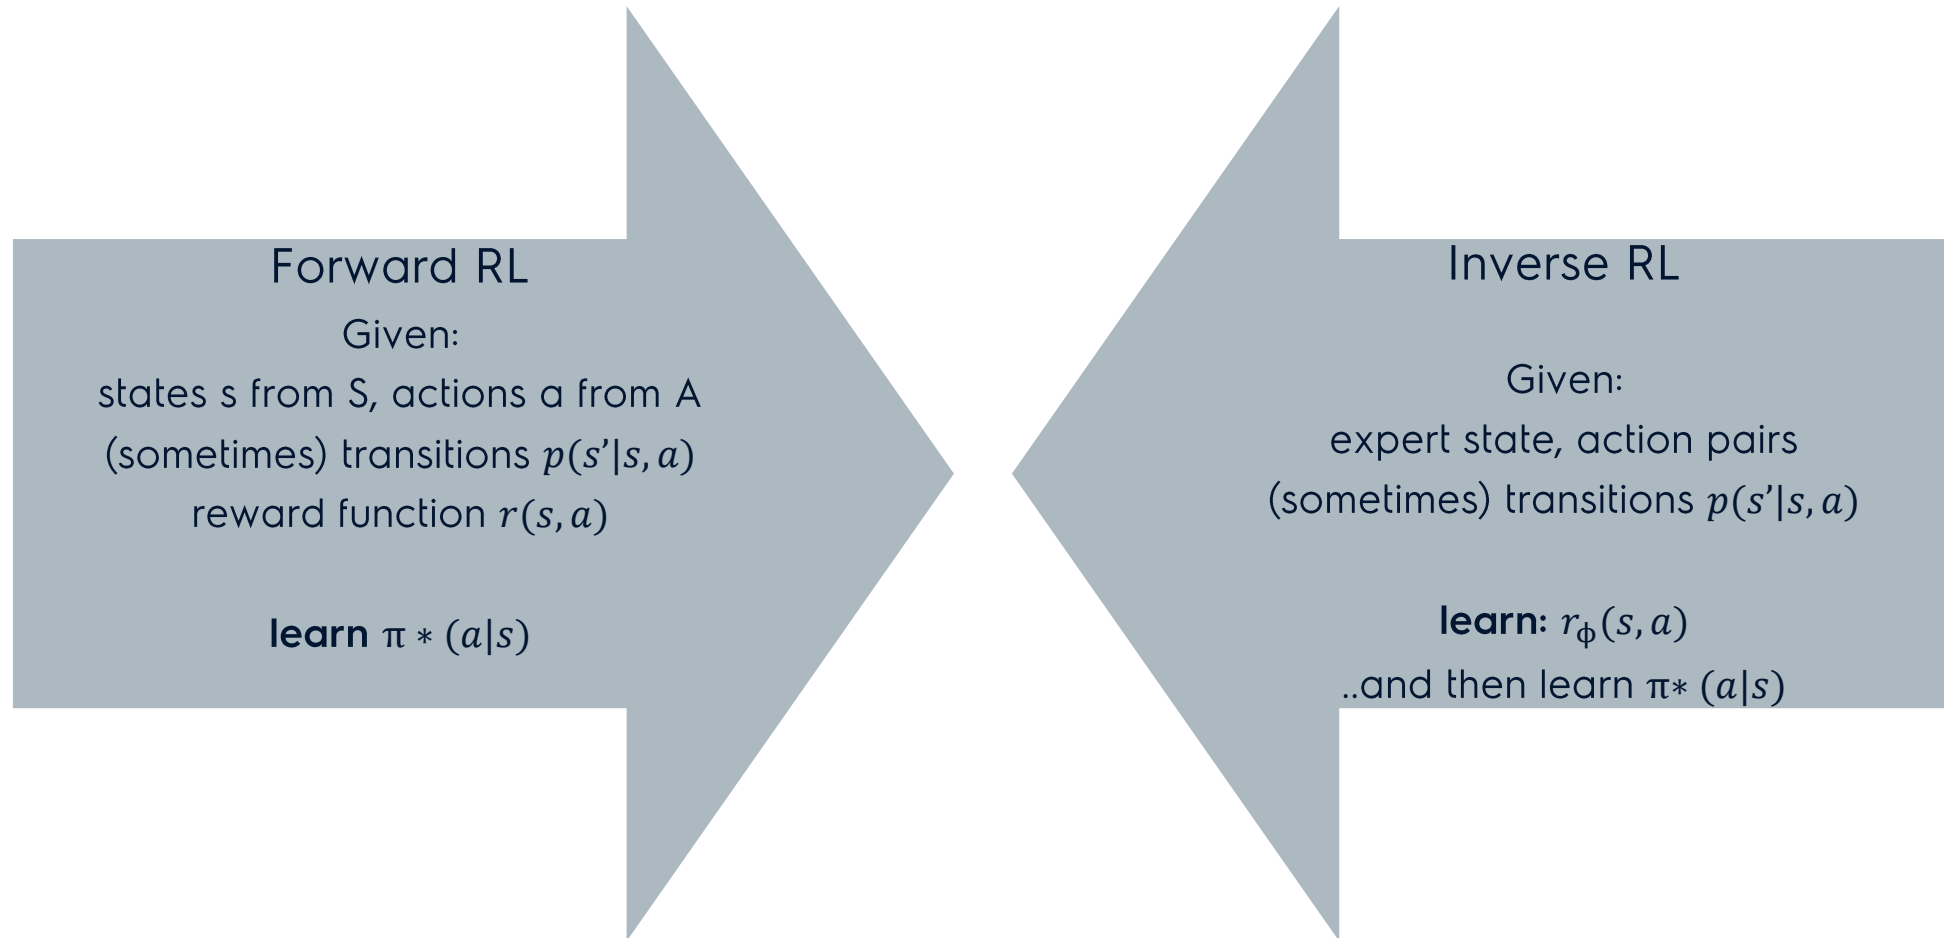 Forward RL
Given:
states s from S, actions a from A
(sometimes) transitions p(s’|s, a)
reward function r(s, a)
learn π ∗ (a|s)
Inverse RL
Given:
expert state, action pairs
(sometimes) transitions p(s’|s, a)
learn: r_ϕ(s, a)
..and then learn π∗ (a|s)